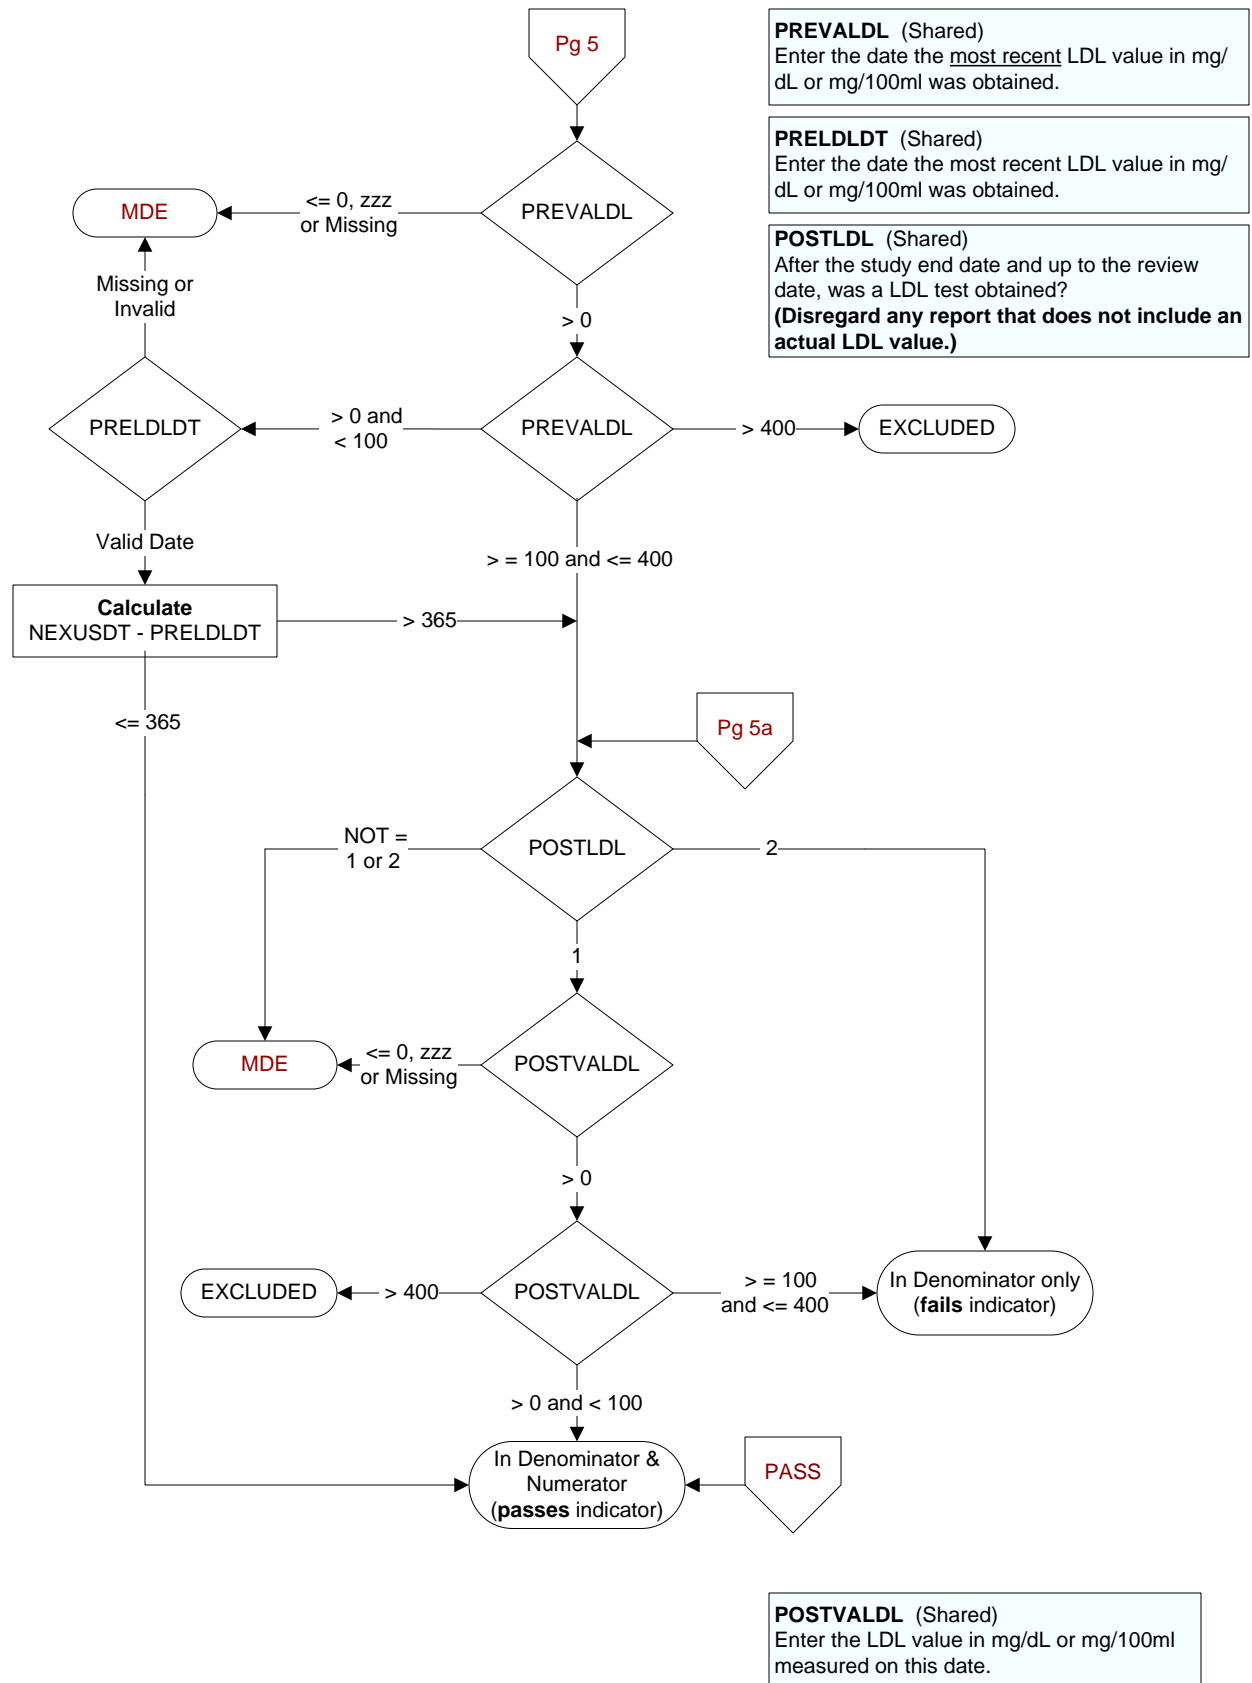 Pg 5
PREVALDL (Shared)
Enter the date the most recent LDL value in mg/
dL or mg/100ml was obtained.
PRELDLDT (Shared)
Enter the date the most recent LDL value in mg/
dL or mg/100ml was obtained.
POSTLDL (Shared)
After the study end date and up to the review
date, was a LDL test obtained?
(Disregard any report that does not include an
actual LDL value.)
MDE
<= 0, zzz
or Missing
PREVALDL
Missing or
Invalid
> 0
PRELDLDT
> 0 and
< 100
PREVALDL
> 400
EXCLUDED
Valid Date
> = 100 and <= 400
Calculate
NEXUSDT - PRELDLDT
> 365
<= 365
Pg 5a
NOT =
1 or 2
POSTLDL
2
1
MDE
<= 0, zzz
or Missing
POSTVALDL
> 0
EXCLUDED
> 400
POSTVALDL
> = 100
and <= 400
In Denominator only
(fails indicator)
> 0 and < 100
In Denominator &
Numerator
(passes indicator)
PASS
POSTVALDL (Shared)
Enter the LDL value in mg/dL or mg/100ml
measured on this date.